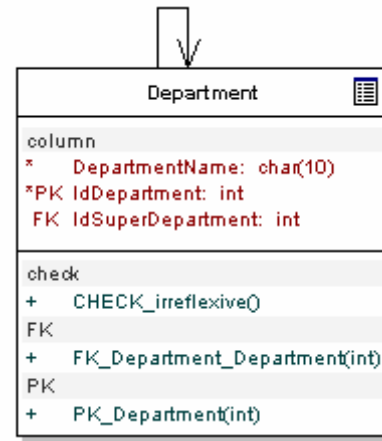 Department
column
* DepartmentName: char(10)
*PK IdDepartment: int
FK IdSuperDepartment: int
check
+ CHECK_irreflexive()
FK
+ FK_Department_Department(int)
PK
+ PK_Department(int)